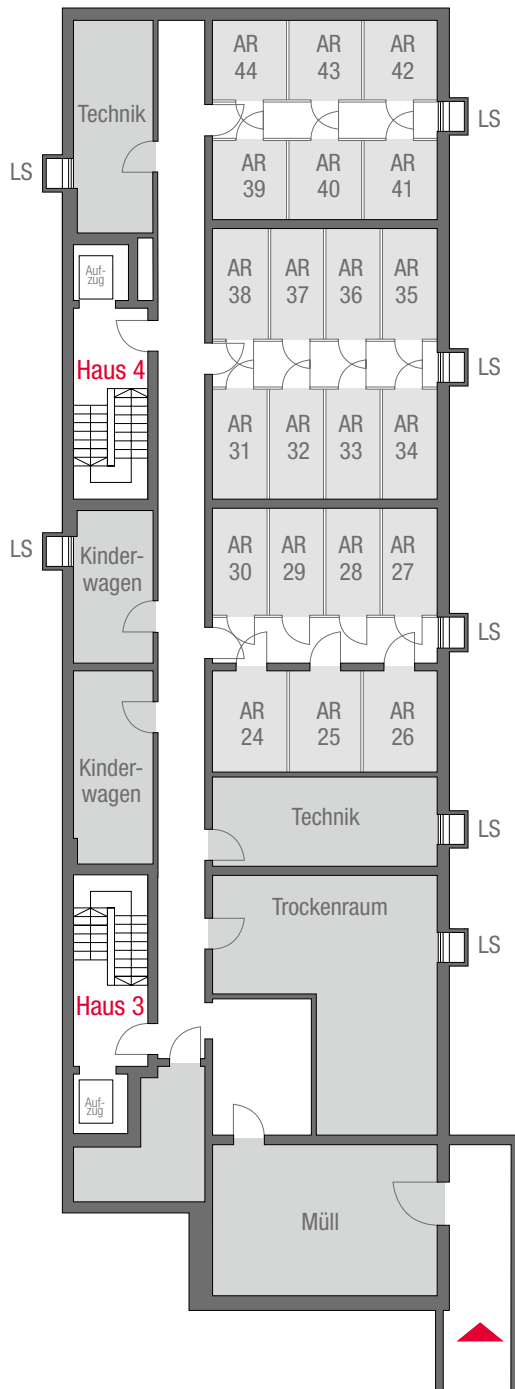 AR
44
AR
43
AR
42
Technik
LS
LS
AR
39
AR
40
AR
41
Auf-
zug
AR
38
AR
37
AR
36
AR
35
Haus 4
LS
AR
31
AR
32
AR
33
AR
34
LS
Kinder-
wagen
AR
30
AR
29
AR
28
AR
27
LS
AR
24
AR
25
AR
26
Kinder-
wagen
Technik
LS
Trockenraum
LS
Haus 3
Auf-
zug
Müll